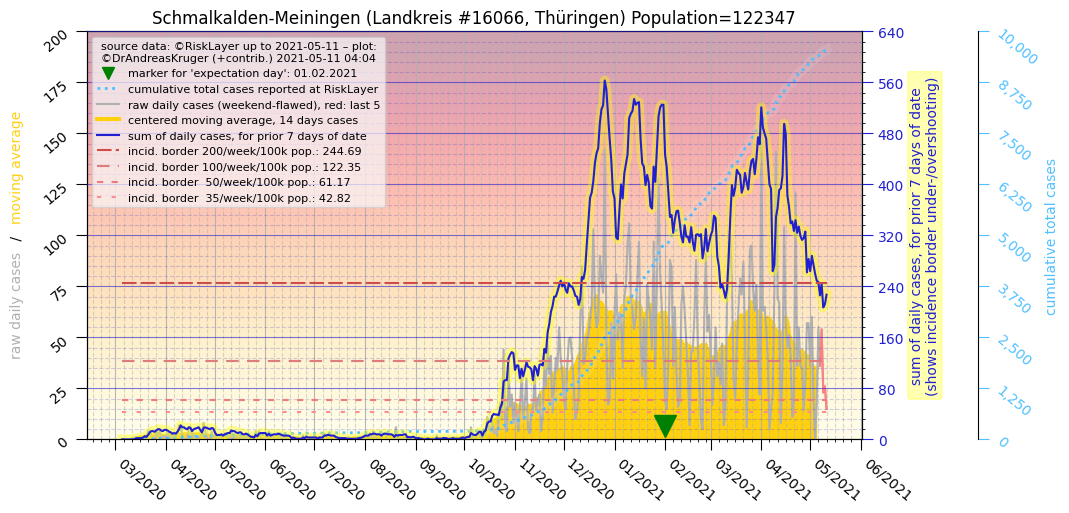 Schmalkalden-Meiningen (Landkreis #16066, Thüringen) Population=122347
source data: ©RiskLayer up to 2021-05-11 – plot:
©DrAndreasKruger (+contrib.) 2021-05-11 04:04
marker for 'expectation day': 01.02.2021
cumulative total cases reported at RiskLayer
raw daily cases (weekend-flawed), red: last 5
centered moving average, 14 days cases
sum of daily cases, for prior 7 days of date
incid. border 200/week/100k pop.: 244.69
incid. border 100/week/100k pop.: 122.35
incid. border  50/week/100k pop.: 61.17
incid. border  35/week/100k pop.: 42.82
raw daily cases / moving average
200
175
150
125
100
75
50
25
0
03/2020
04/2020
05/2020
06/2020
07/2020
08/2020
09/2020
10/2020
11/2020
12/2020
01/2021
02/2021
03/2021
04/2021
05/2021
06/2021
640
560
480
400
320
240
160
80
0
sum of daily cases, for prior 7 days of date
(shows incidence border under-/overshooting)
10,000
8,750
7,500
6,250
5,000
3,750
2,500
1,250
0
cumulative total cases